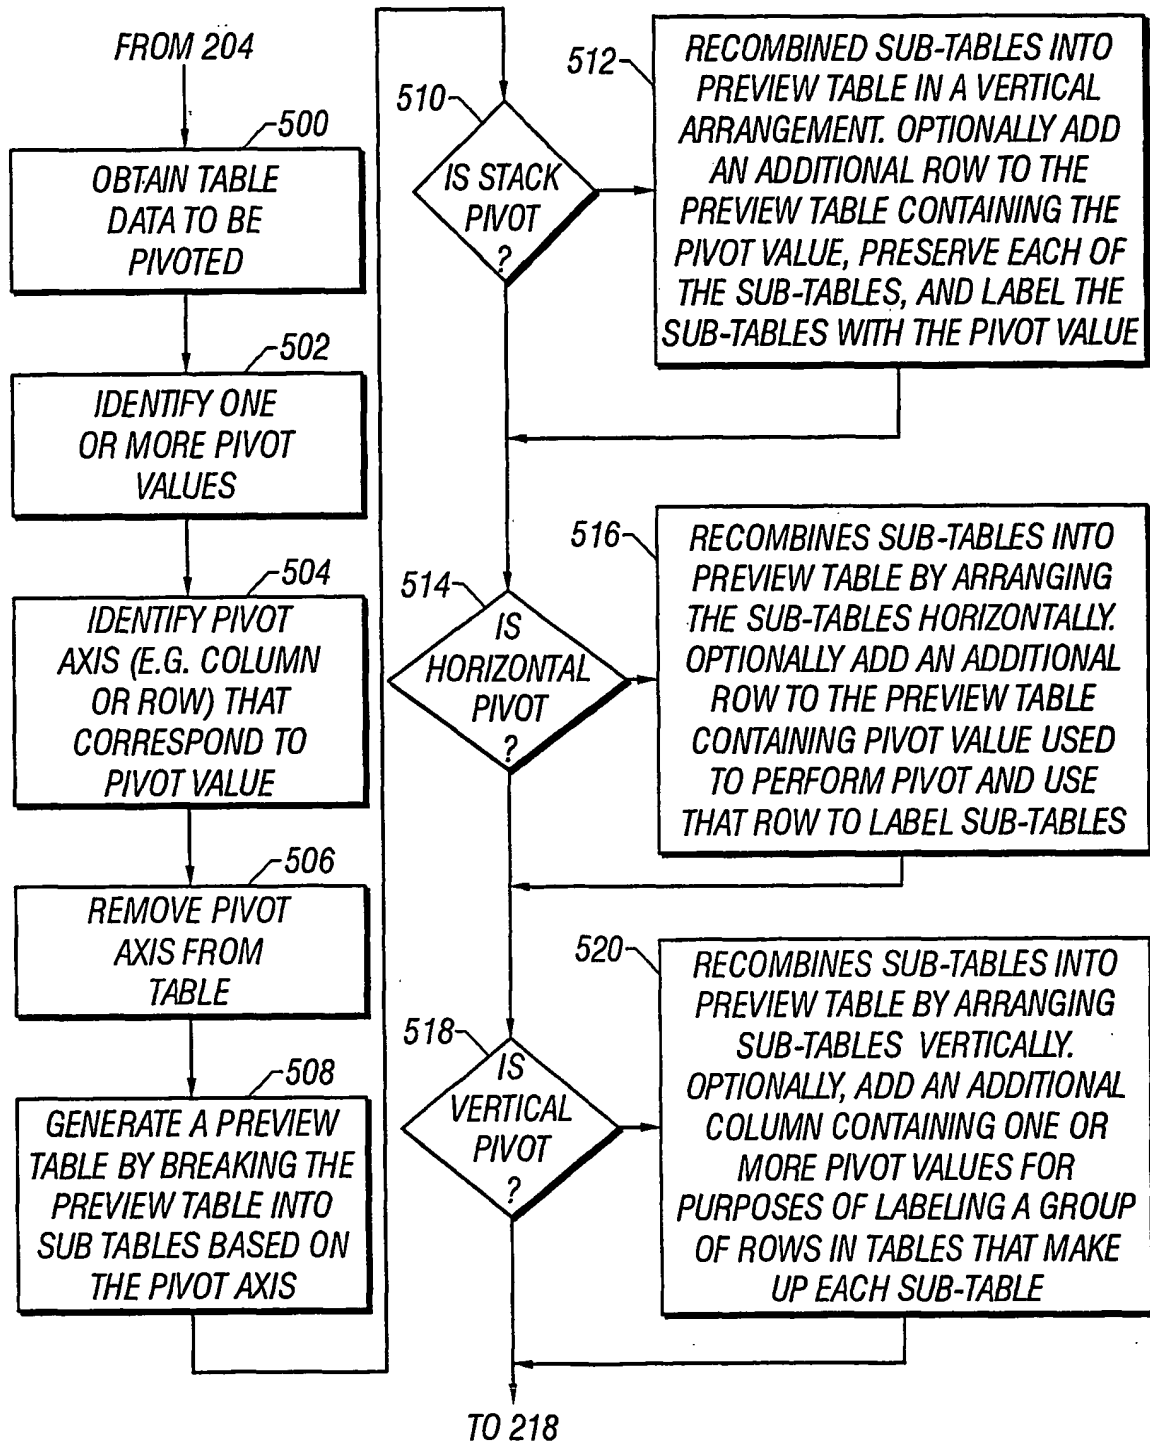 FROM 204
500
OBTAIN TABLE
DATA TO BE
PIVOTED
502
IDENTIFY ONE
OR MORE PIVOT
VALUES
504
IDENTIFY PIVOT
AXIS (E.G. COLUMN
OR ROW) THAT
CORRESPOND TO
PIVOT VALUE
506
REMOVE PIVOT
AXIS FROM
TABLE
508
GENERATE A PREVIEW
TABLE BY BREAKING THE
PREVIEW TABLE INTO
SUB TABLES BASED ON
THE PIVOT AXIS
510
IS STACK
PIVOT
?
512
RECOMBINED SUB-TABLES INTO
PREVIEW TABLE IN A VERTICAL
ARRANGEMENT. OPTIONALLY ADD
AN ADDITIONAL ROW TO THE
PREVIEW TABLE CONTAINING THE
PIVOT VALUE, PRESERVE EACH OF
THE SUB-TABLES, AND LABEL THE
SUB-TABLES WITH THE PIVOT VALUE
514
IS
HORIZONTAL
PIVOT
?
516
RECOMBINES SUB-TABLES INTO
PREVIEW TABLE BY ARRANGING
THE SUB-TABLES HORIZONTALLY.
OPTIONALLY ADD AN ADDITIONAL
ROW TO THE PREVIEW TABLE
CONTAINING PIVOT VALUE USED
TO PERFORM PIVOT AND USE
THAT ROW TO LABEL SUB-TABLES
518
IS
VERTICAL
PIVOT
?
520
RECOMBINES SUB-TABLES INTO
PREVIEW TABLE BY ARRANGING
SUB-TABLES VERTICALLY.
OPTIONALLY, ADD AN ADDITIONAL
COLUMN CONTAINING ONE OR
MORE PIVOT VALUES FOR
PURPOSES OF LABELING A GROUP
OF ROWS IN TABLES THAT MAKE
UP EACH SUB-TABLE
TO 218